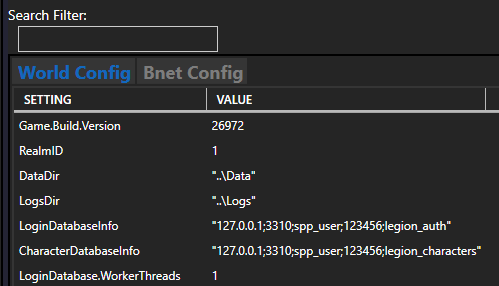 Search Filter:
World Config Bnet Config
SETTING VALUE
Game.Build.Version 26972
RealmID 1
DataDir "..\Data"
LogsDir "..\Logs"
LoginDatabaseInfo "127.0.0.1;3310;spp_user;123456;legion_auth"
CharacterDatabaseInfo "127.0.0.1;3310;spp_user;123456;legion_characters"
LoginDatabase.WorkerThreads 1